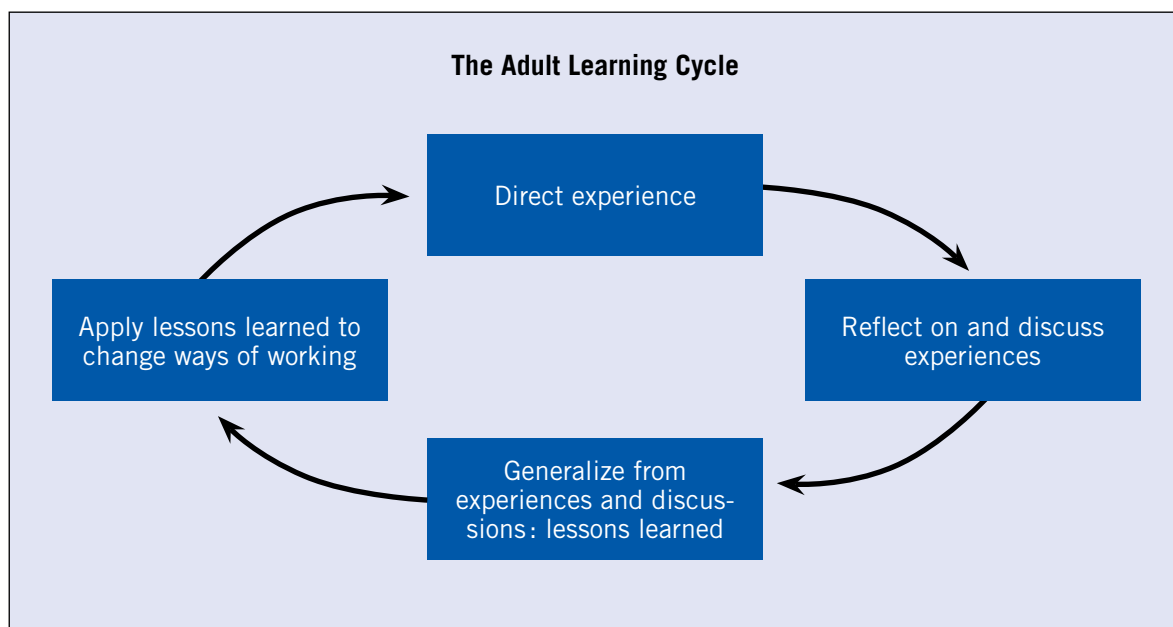 The Adult Learning Cycle
Direct experience
Reflect on and discuss
experiences
Generalize from
experiences and discus-
sions: lessons learned
Apply lessons learned to
change ways of working